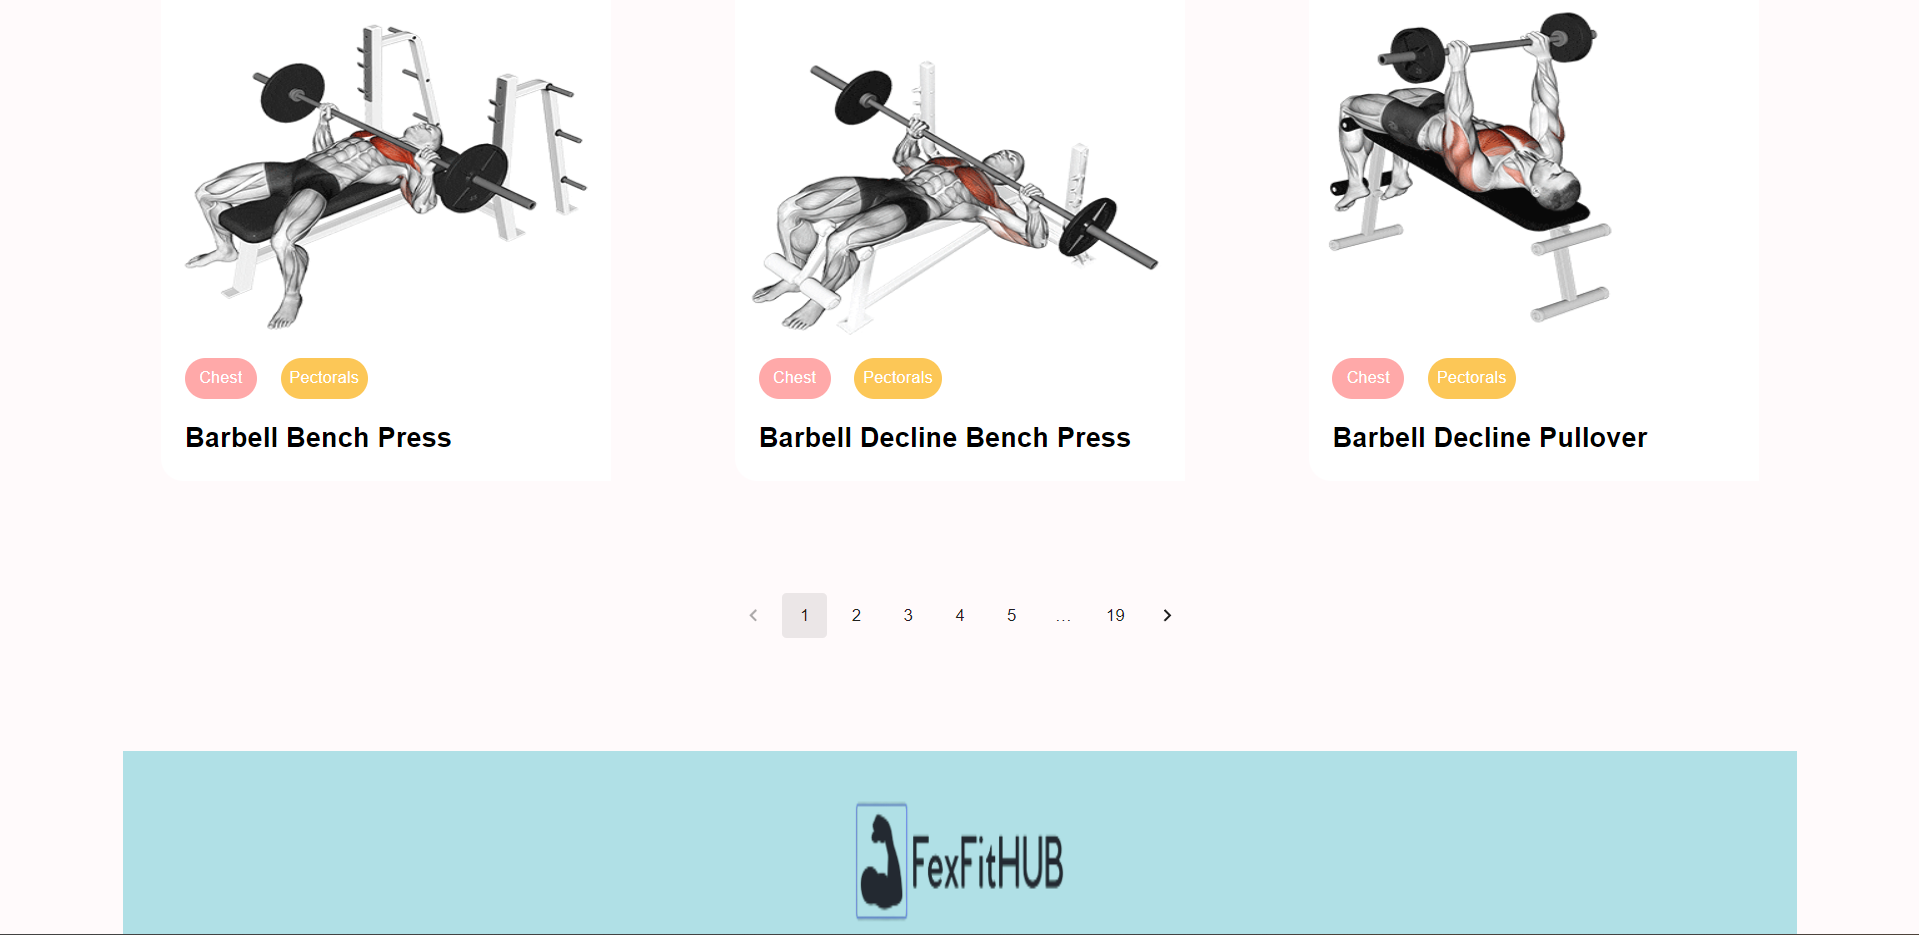 Chest Pectorals
Barbell Bench Press
Chest Pectorals
Barbell Decline Bench Press
Chest Pectorals
Barbell Decline Pullover
1 2 3 4 5 … 19
FexFitHUB